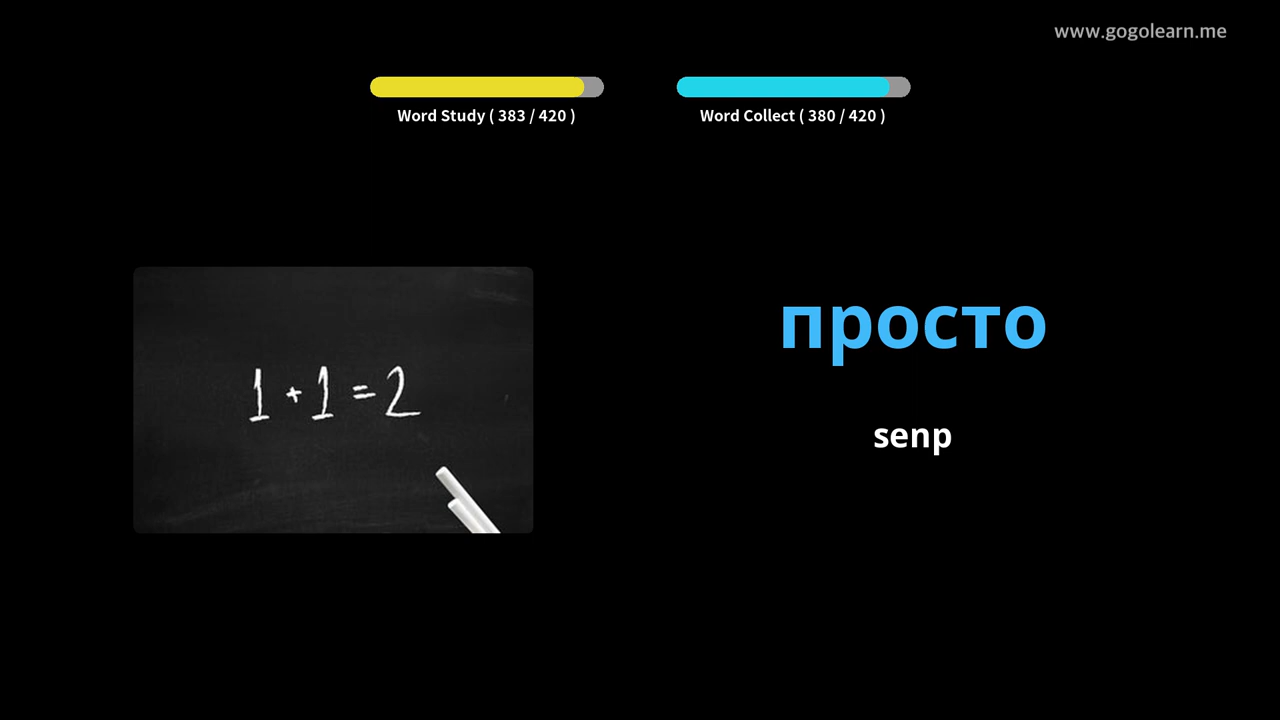 www.gogolearn.me
Word Study ( 383 / 420 )
Word Collect ( 380 / 420 )
1 + 1 = 2
просто
senp